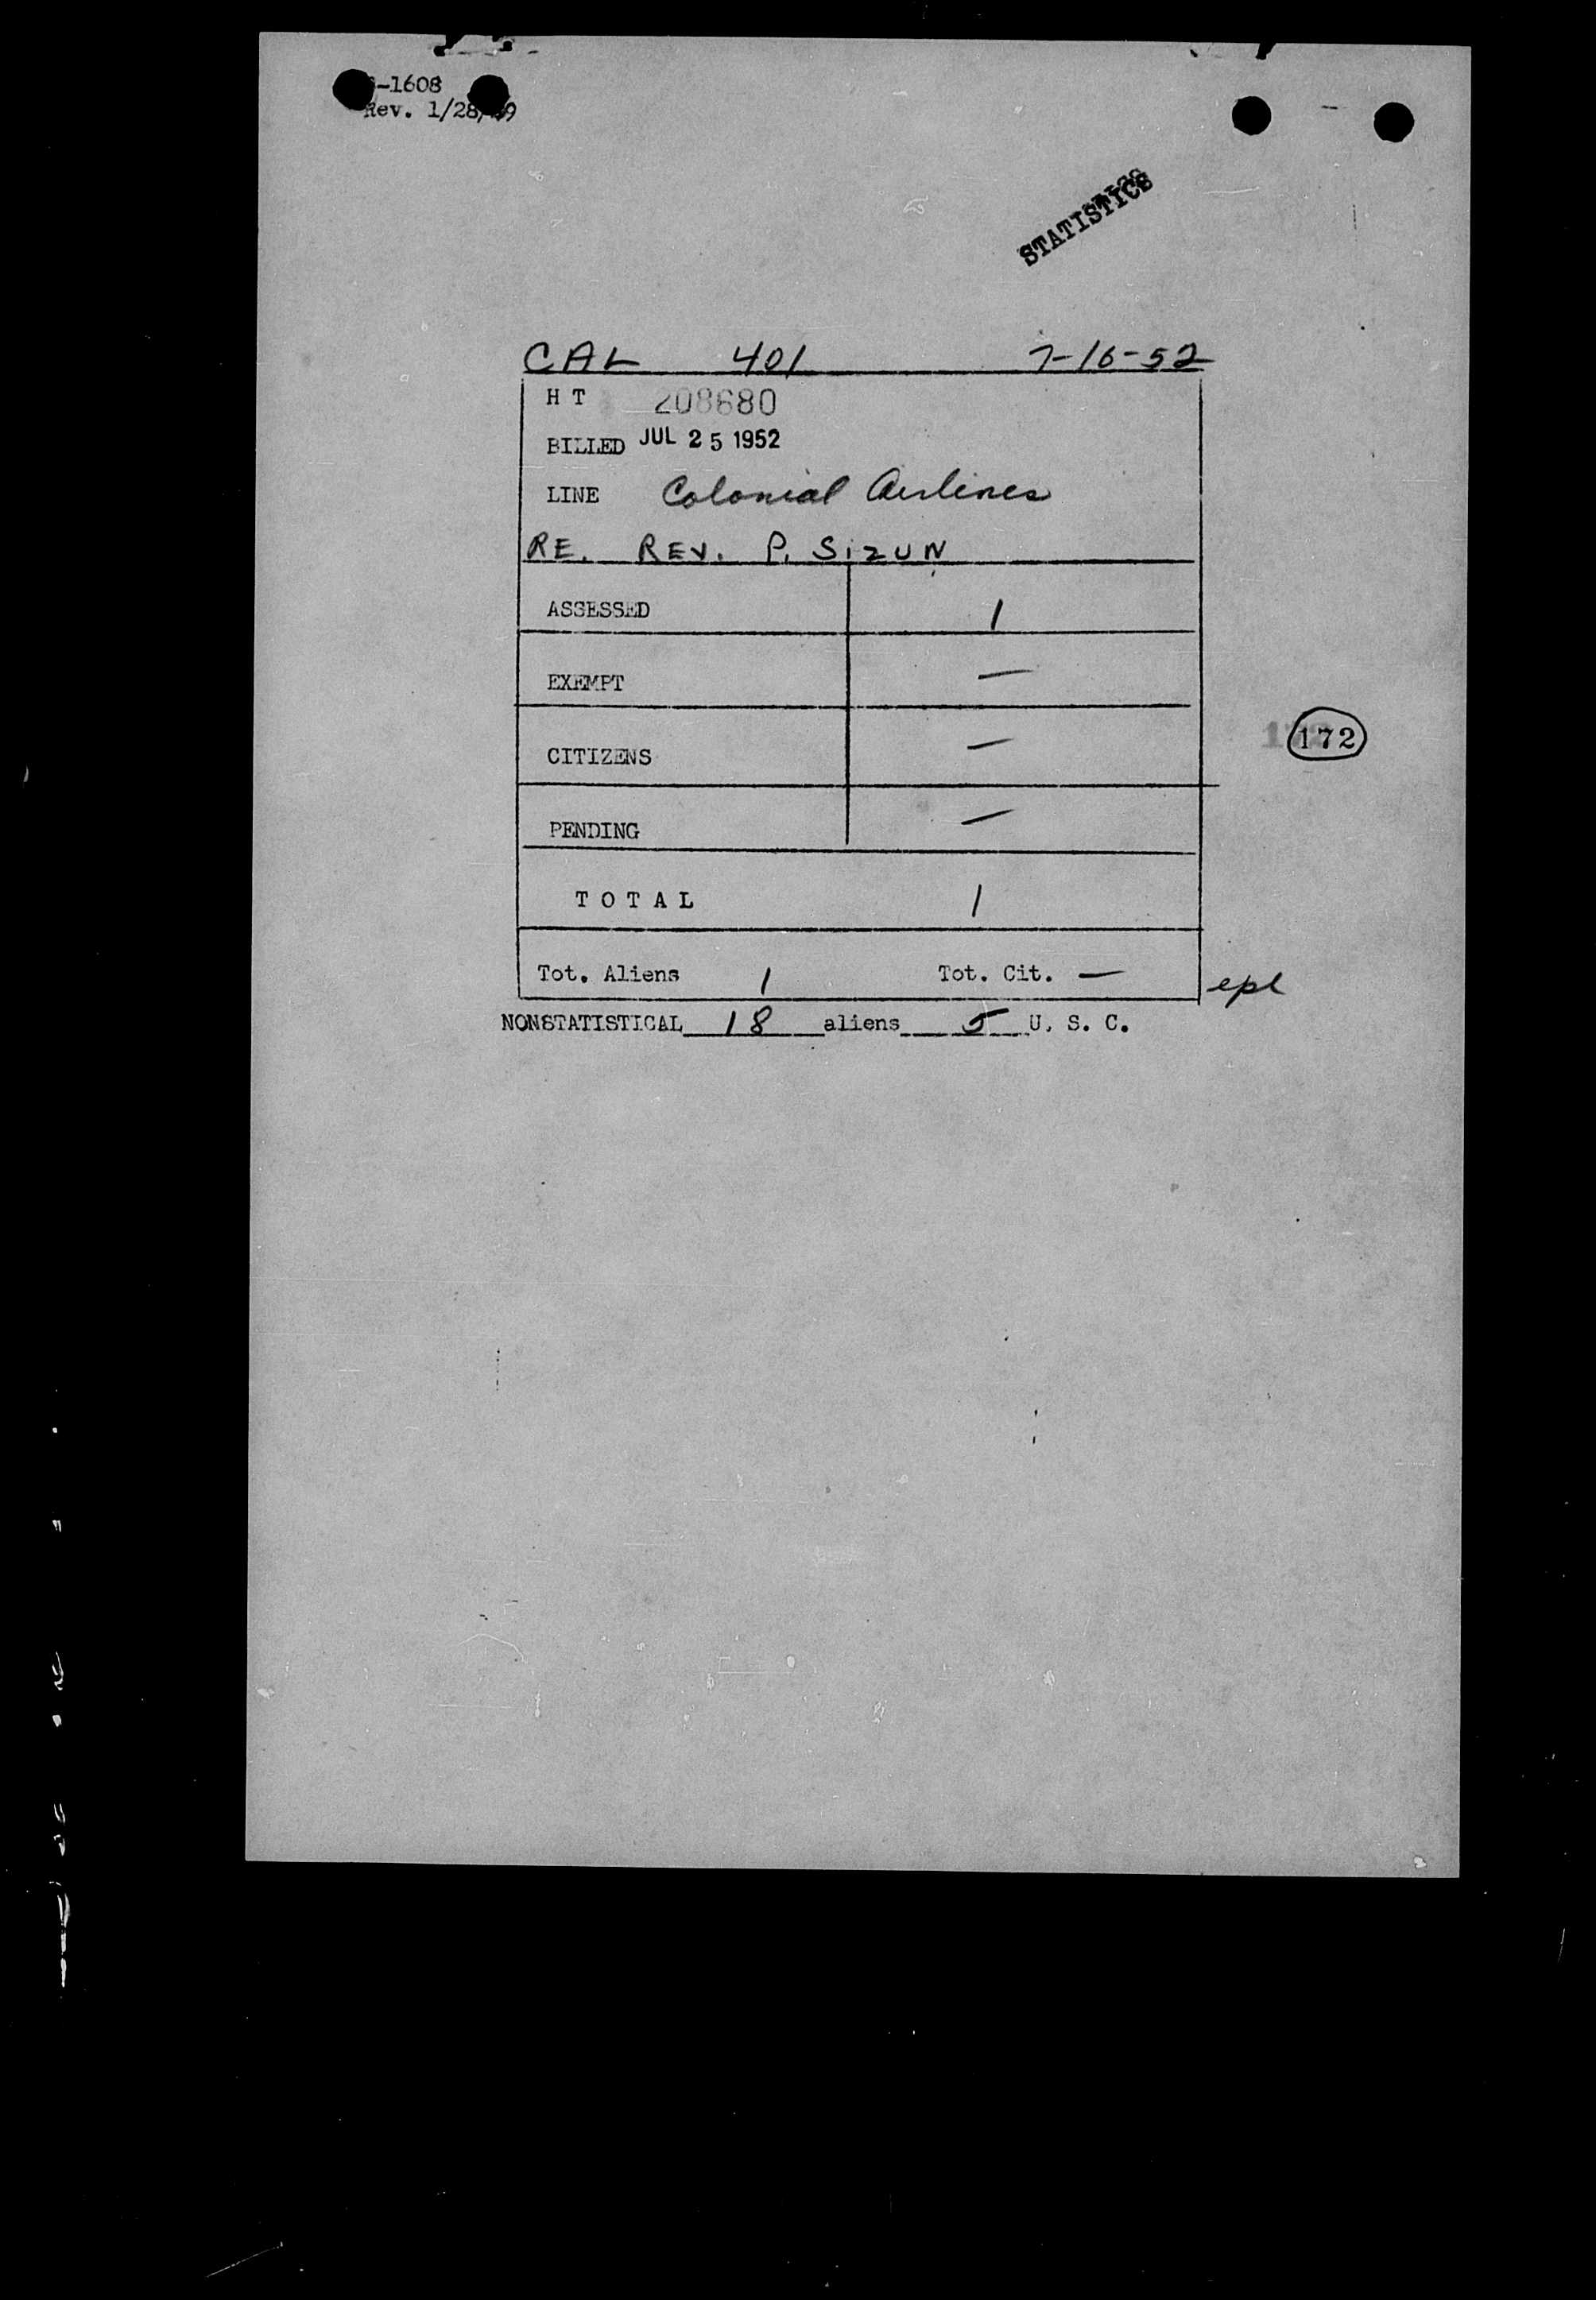 -1608
Rev. 1/28/49
STATISTICS
CAL 401 7-16-52
H T 208680
BILLED JUL 25 1952
LINE Colonial Airlines
RE. REV. P. SIZUN
ASSESSED 1
EXEMPT —
CITIZENS —
172
PENDING —
T O T A L 1
Tot. Aliens 1 Tot. Cit. —
epl
NONSTATISTICAL 18 aliens 5 U. S. C.